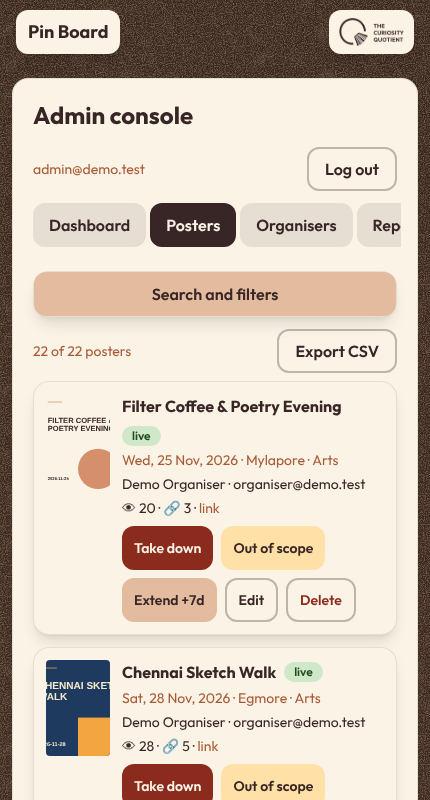 Pin Board
THE
CURIOSITY
QUOTIENT
Admin console
admin@demo.test
Log out
Dashboard
Posters
Organisers
Rep
Search and filters
22 of 22 posters
Export CSV
FILTER COFFEE
POETRY EVENIN
2026-11-25
Filter Coffee & Poetry Evening
live
Wed, 25 Nov, 2026 · Mylapore · Arts
Demo Organiser · organiser@demo.test
👁 20 · 🔗 3 · link
Take down
Out of scope
Extend +7d
Edit
Delete
HENNAI SKET
WALK
6-11-28
Chennai Sketch Walk
live
Sat, 28 Nov, 2026 · Egmore · Arts
Demo Organiser · organiser@demo.test
👁 28 · 🔗 5 · link
Take down
Out of scope